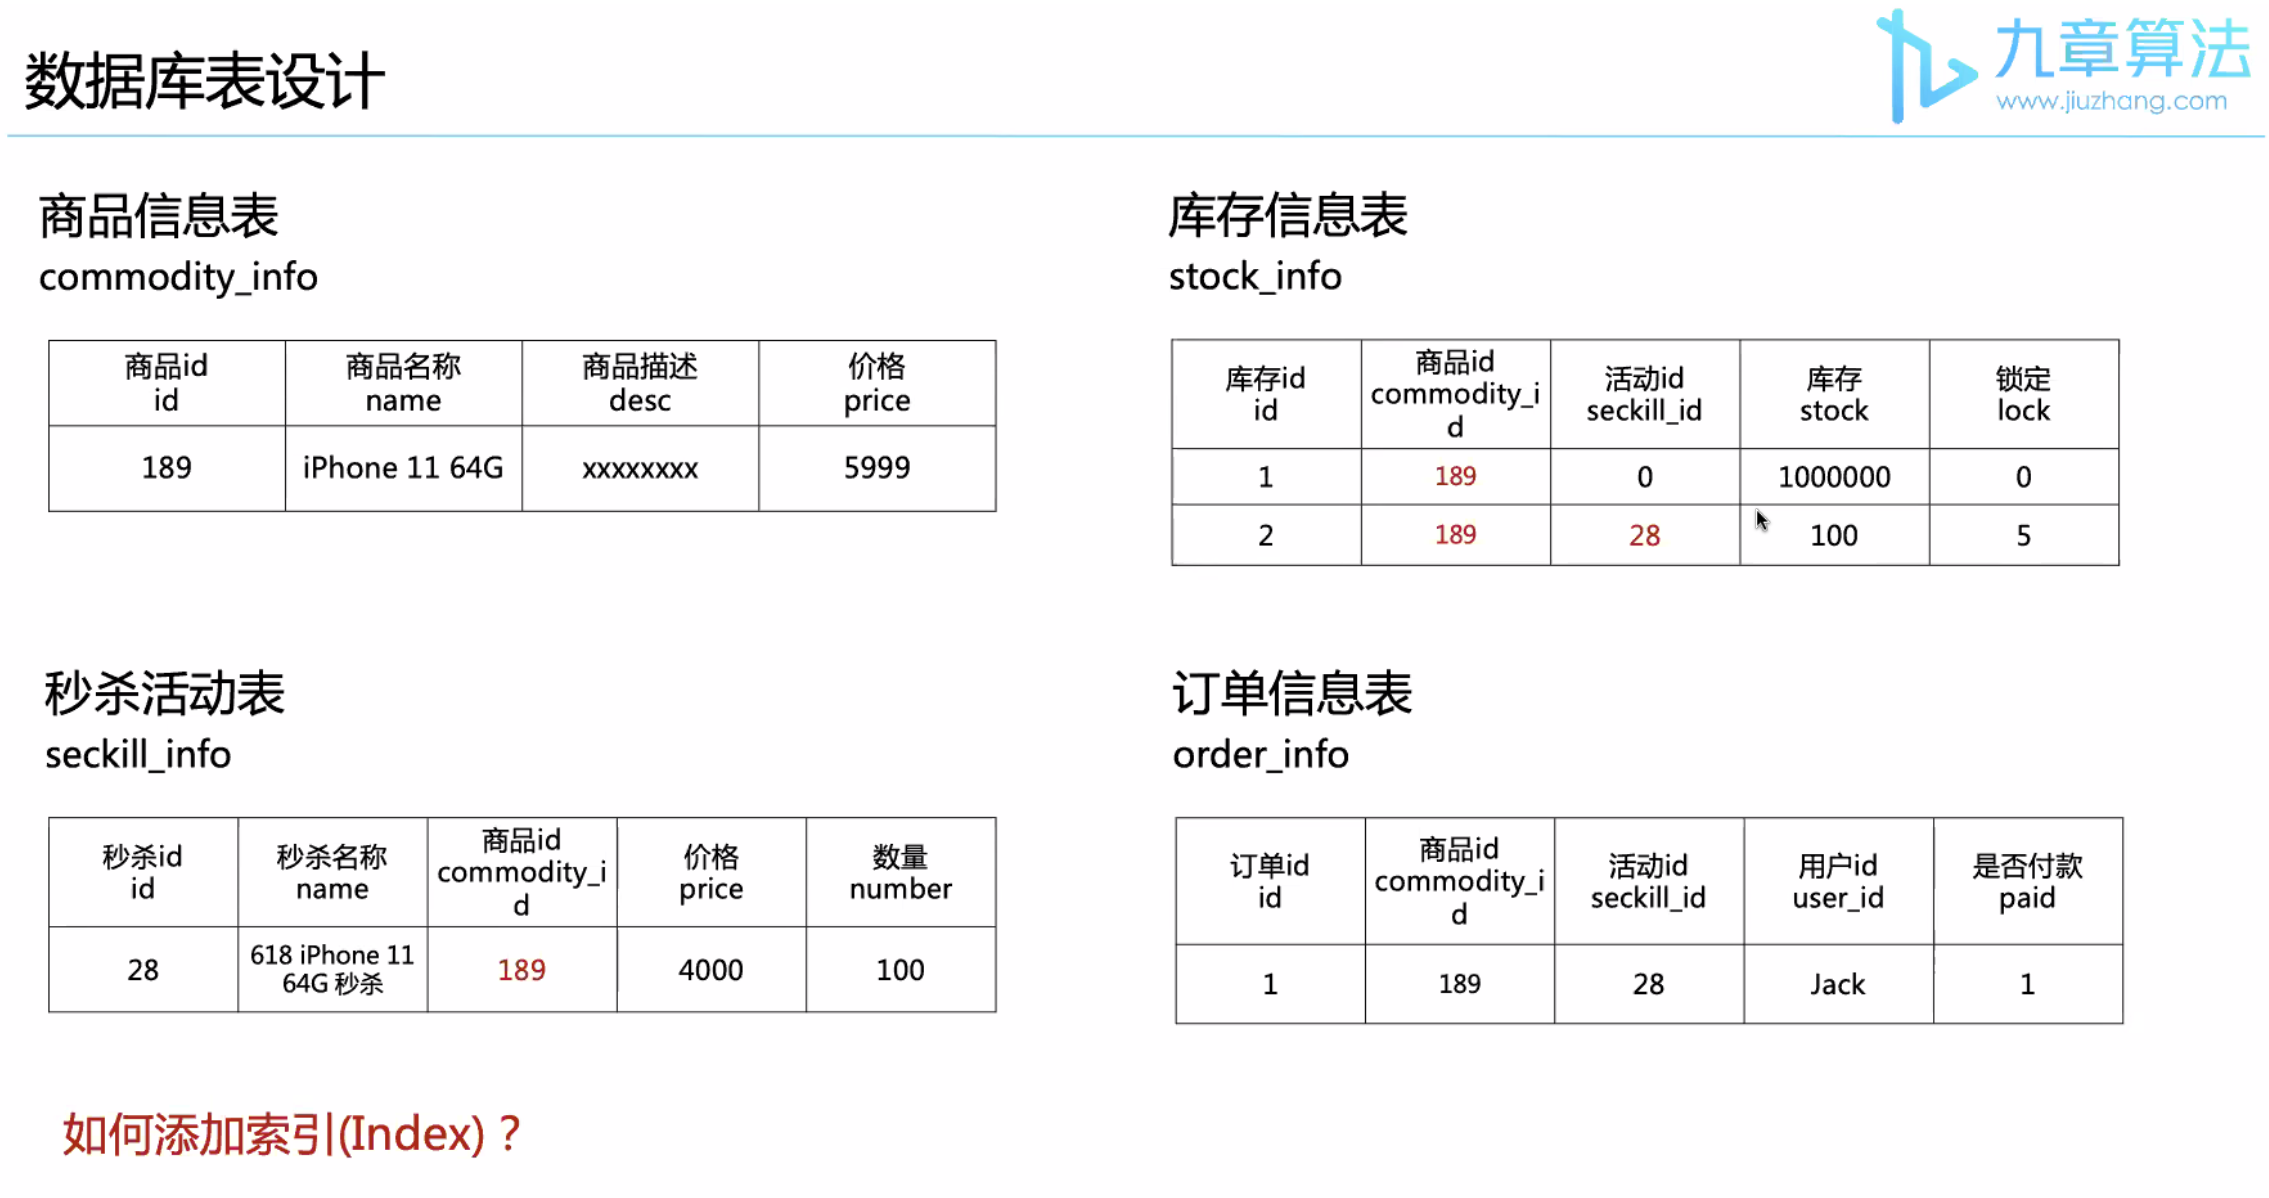 数据库表设计
九章算法
www.jiuzhang.com
商品信息表
commodity_info
商品id
id
商品名称
name
商品描述
desc
价格
price
189
iPhone 11 64G
xxxxxxxx
5999
库存信息表
stock_info
库存id
id
商品id
commodity_i
d
活动id
seckill_id
库存
stock
锁定
lock
1
189
0
1000000
0
2
189
28
100
5
秒杀活动表
seckill_info
秒杀id
id
秒杀名称
name
商品id
commodity_i
d
价格
price
数量
number
28
618 iPhone 11
64G 秒杀
189
4000
100
订单信息表
order_info
订单id
id
商品id
commodity_i
d
活动id
seckill_id
用户id
user_id
是否付款
paid
1
189
28
Jack
1
如何添加索引(Index)？